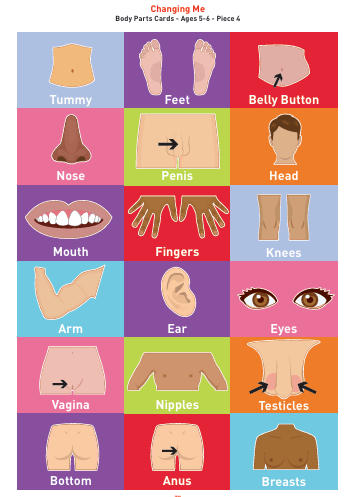 Changing Me
Body Parts Cards - Ages 5-6 - Piece 4
Tummy
Feet
Belly Button
Nose
Penis
Head
Mouth
Fingers
Knees
Arm
Ear
Eyes
Vagina
Nipples
Testicles
Bottom
Anus
Breasts